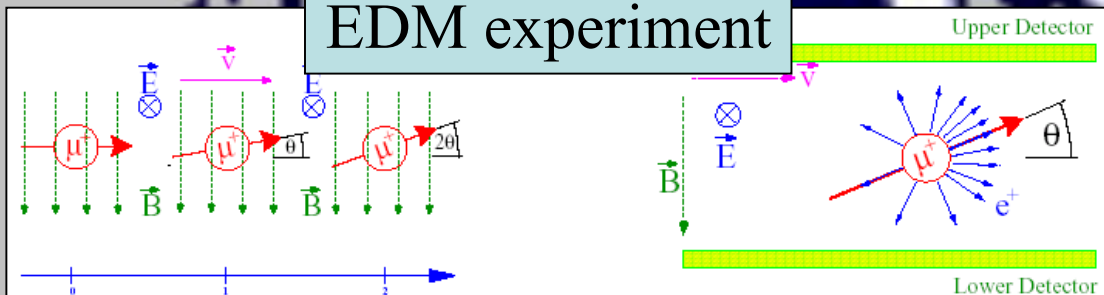 EDM experiment
Upper Detector
v
E
E
v
μ+
μ+
θ
μ+
2θ
E
μ+
θ
B
B
B
e+
0
1
2
Lower Detector